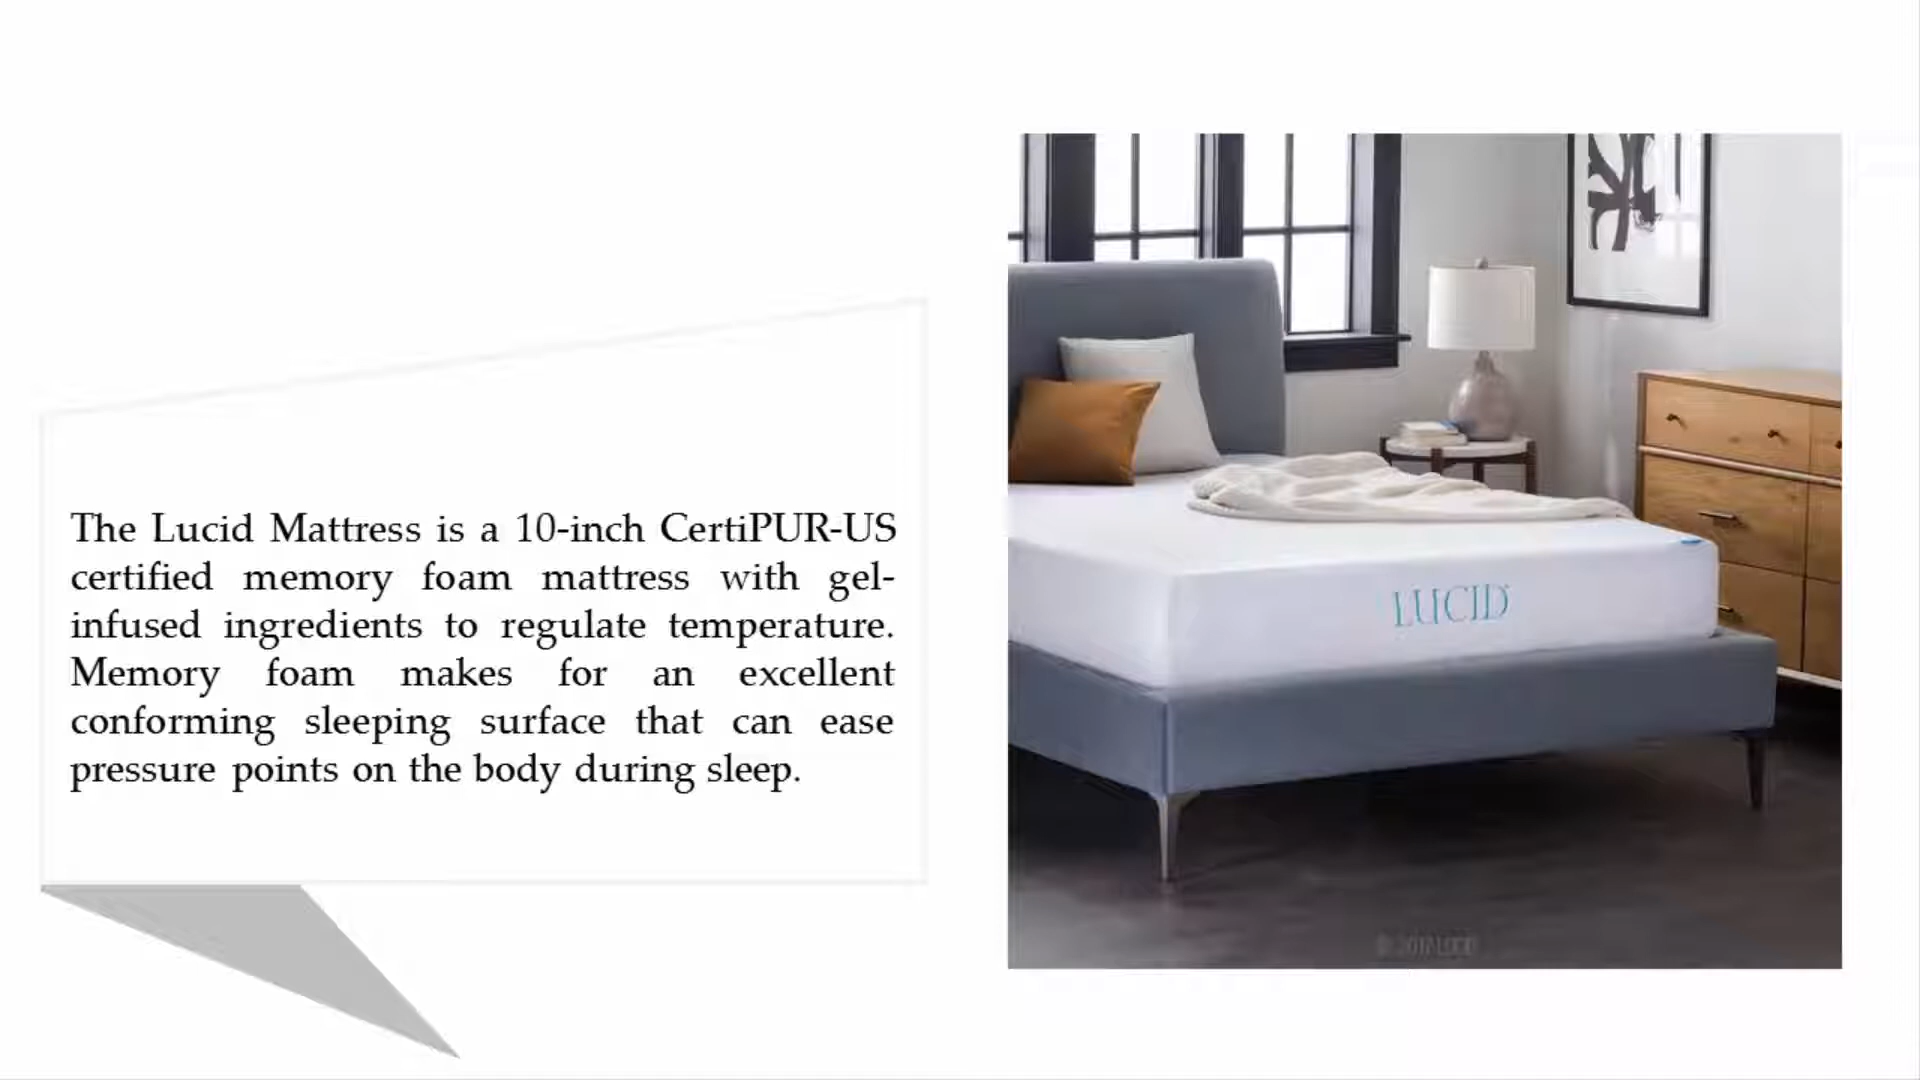 The Lucid Mattress is a 10-inch CertiPUR-US
certified memory foam mattress with gel-
infused ingredients to regulate temperature.
Memory foam makes for an excellent
conforming sleeping surface that can ease
pressure points on the body during sleep.
LUCID